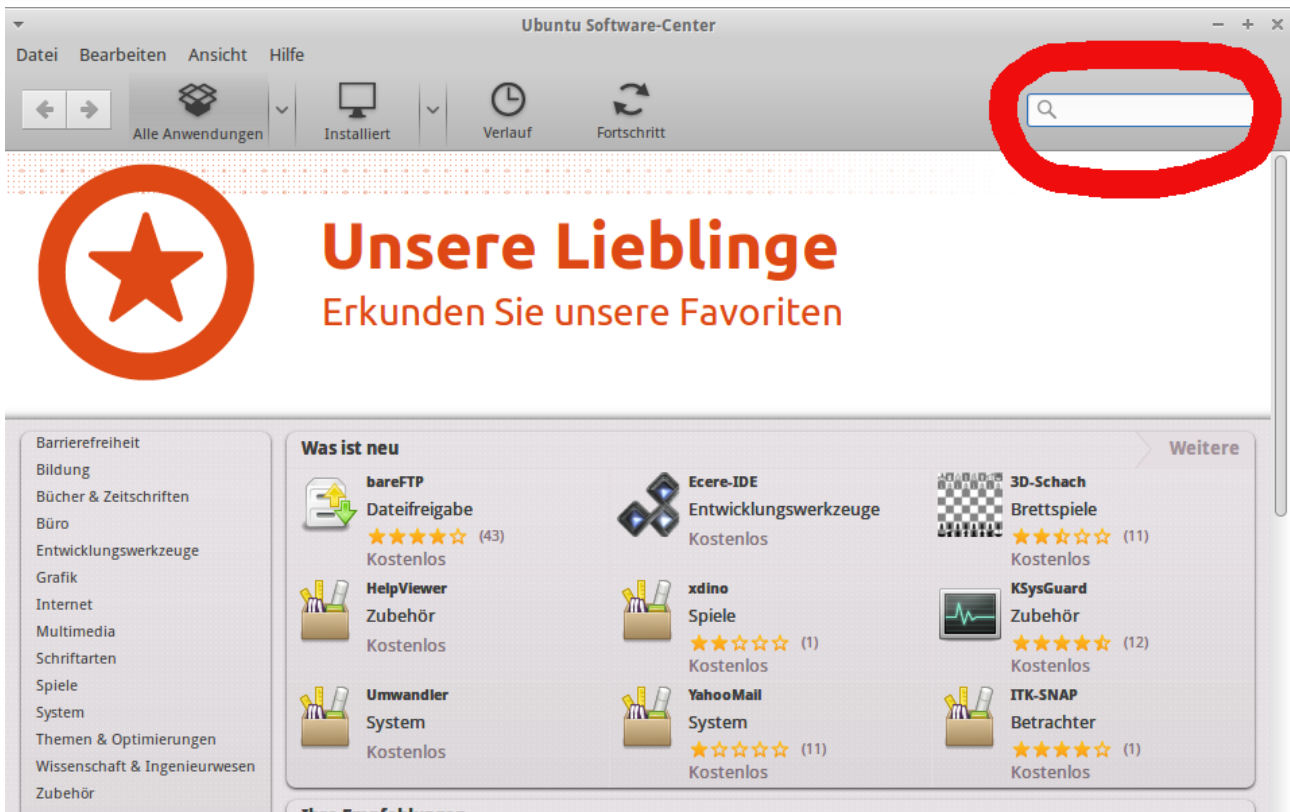 Ubuntu Software-Center
Datei Bearbeiten Ansicht Hilfe
Alle Anwendungen Installiert Verlauf Fortschritt
Unsere Lieblinge
Erkunden Sie unsere Favoriten
Barrierefreiheit
Bildung
Bücher & Zeitschriften
Büro
Entwicklungswerkzeuge
Grafik
Internet
Multimedia
Schriftarten
Spiele
System
Themen & Optimierungen
Wissenschaft & Ingenieurwesen
Zubehör
Was ist neu Weitere
bareFTP
Dateifreigabe
(43)
Kostenlos
Ecere-IDE
Entwicklungswerkzeuge
Kostenlos
3D-Schach
Brettspiele
(11)
Kostenlos
HelpViewer
Zubehör
Kostenlos
xdino
Spiele
(1)
Kostenlos
KSysGuard
Zubehör
(12)
Kostenlos
Umwandler
System
Kostenlos
YahooMail
System
(11)
Kostenlos
ITK-SNAP
Betrachter
(1)
Kostenlos